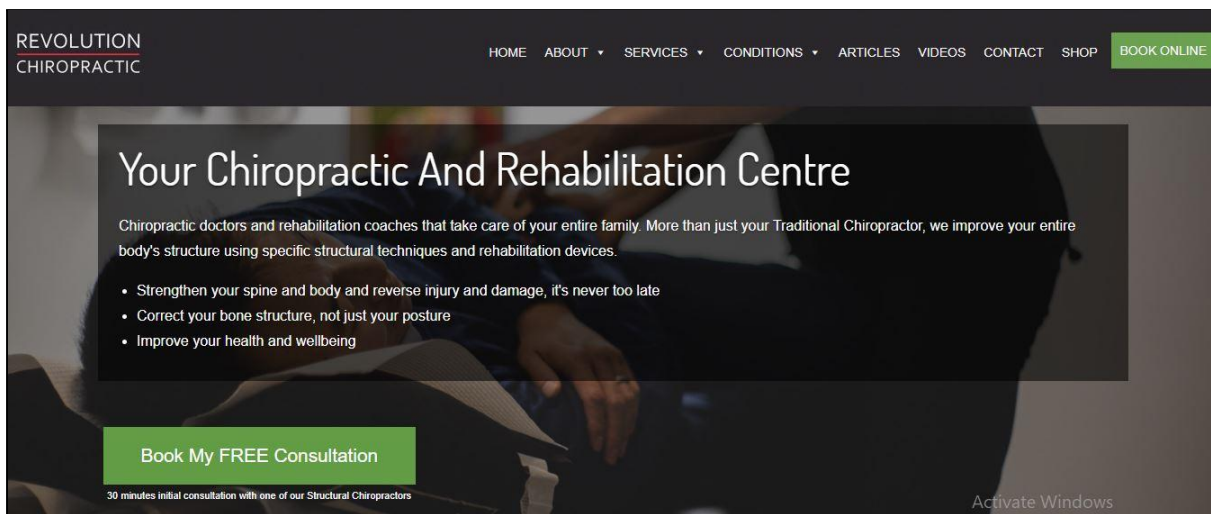 REVOLUTION
CHIROPRACTIC
HOME ABOUT SERVICES CONDITIONS ARTICLES VIDEOS CONTACT SHOP BOOK ONLINE
Your Chiropractic And Rehabilitation Centre
Chiropractic doctors and rehabilitation coaches that take care of your entire family. More than just your Traditional Chiropractor, we improve your entire
body's structure using specific structural techniques and rehabilitation devices.
• Strengthen your spine and body and reverse injury and damage, it's never too late
• Correct your bone structure, not just your posture
• Improve your health and wellbeing
Book My FREE Consultation
30 minutes initial consultation with one of our Structural Chiropractors
Activate Windows